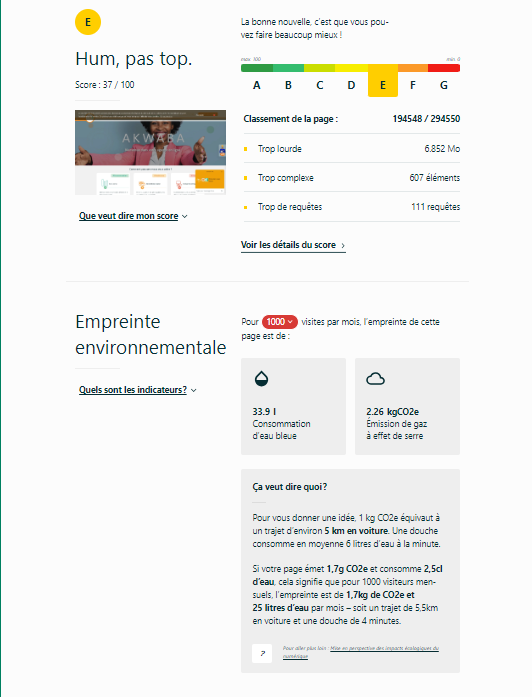 E
Hum, pas top.
Score : 37 / 100
AKWABA
Que veut dire mon score
La bonne nouvelle, c'est que vous pou-
vez faire beaucoup mieux !
max. 100
min. 0
A B C D E F G
Classement de la page : 194548 / 294550
Trop lourde 6.852 Mo
Trop complexe 607 éléments
Trop de requêtes 111 requêtes
Voir les détails du score
Empreinte
environnementale
Quels sont les indicateurs?
Pour 1000 visites par mois, l'empreinte de cette
page est de :
33.9 l
Consommation
d'eau bleue
2.26 kgCO2e
Émission de gaz
à effet de serre
Ça veut dire quoi?
Pour vous donner une idée, 1 kg CO2e équivaut à
un trajet d'environ 5 km en voiture. Une douche
consomme en moyenne 6 litres d'eau à la minute.
Si votre page émet 1,7g CO2e et consomme 2,5cl
d'eau, cela signifie que pour 1000 visiteurs men-
suels, l'empreinte est de 1,7kg de CO2e et
25 litres d'eau par mois – soit un trajet de 5,5km
en voiture et une douche de 4 minutes.
?
Pour aller plus loin : Mise en perspective des impacts écologiques du
numérique